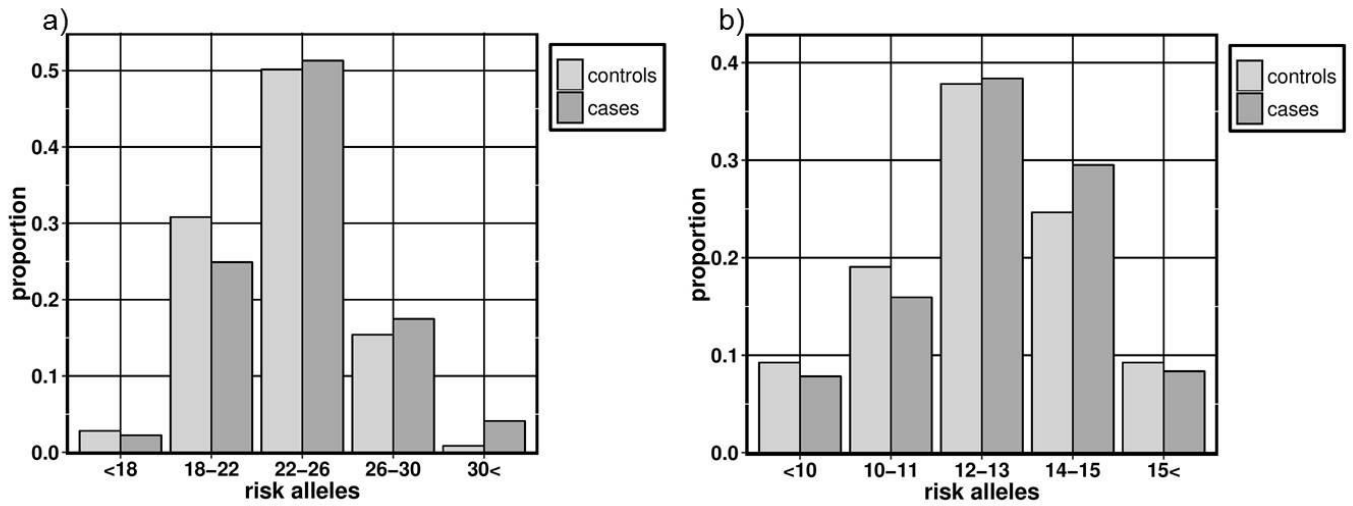 a)
proportion
0.5
0.4
0.3
0.2
0.1
0.0
<18 18–22 22–26 26–30 30<
risk alleles
controls
cases
b)
proportion
0.4
0.3
0.2
0.1
0.0
<10 10–11 12–13 14–15 15<
risk alleles
controls
cases